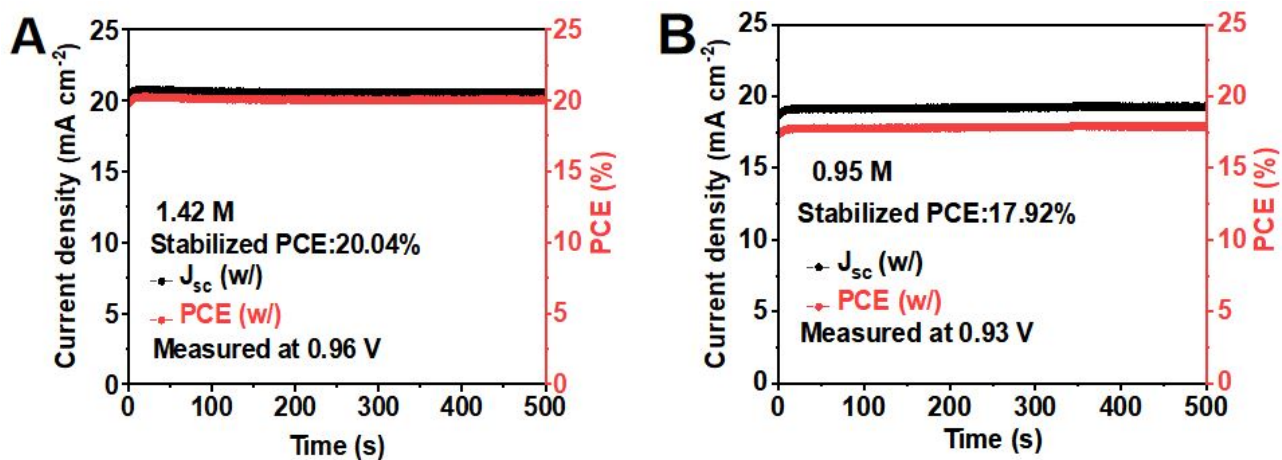 A
Current density (mA cm⁻²)
25
20
15
10
5
0
1.42 M
Stabilized PCE:20.04%
Jsc (w/)
PCE (w/)
Measured at 0.96 V
25
20
15
10
5
0
PCE (%)
0 100 200 300 400 500
Time (s)
B
Current density (mA cm⁻²)
25
20
15
10
5
0
0.95 M
Stabilized PCE:17.92%
Jsc (w/)
PCE (w/)
Measured at 0.93 V
25
20
15
10
5
0
PCE (%)
0 100 200 300 400 500
Time (s)